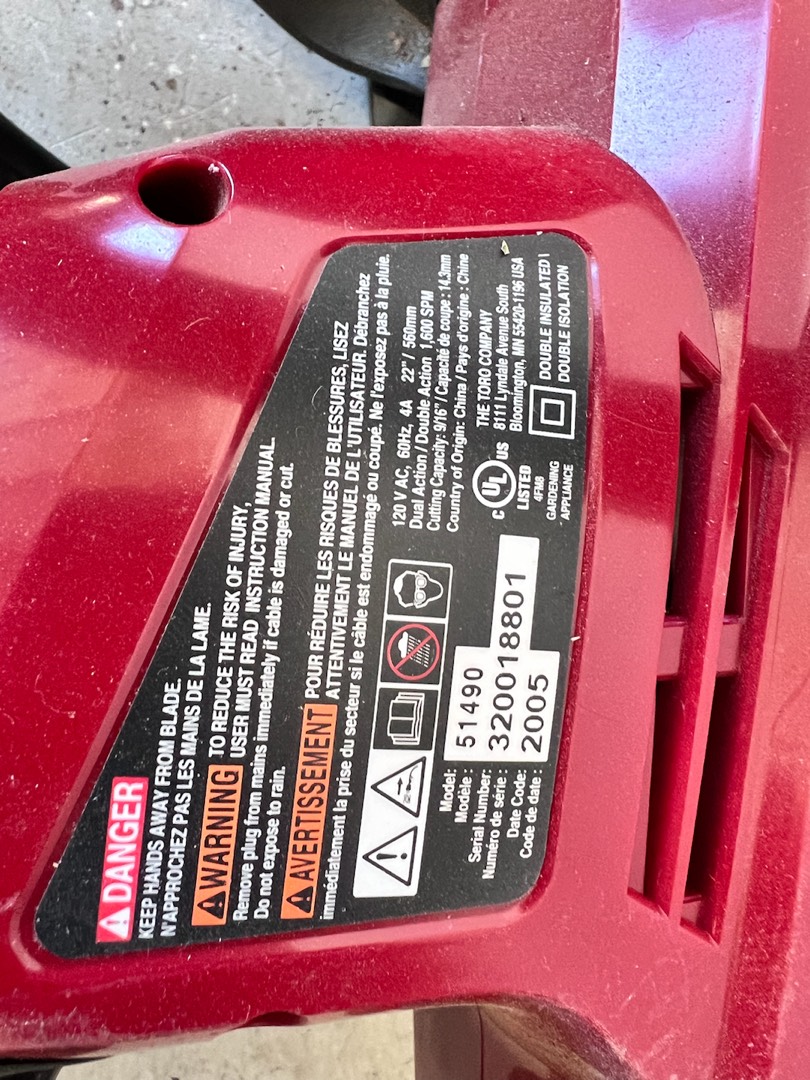 DANGER
KEEP HANDS AWAY FROM BLADE.
N'APPROCHEZ PAS LES MAINS DE LA LAME.
WARNING TO REDUCE THE RISK OF INJURY,
USER MUST READ INSTRUCTION MANUAL.
Remove plug from mains immediately if cable is damaged or cut.
Do not expose to rain.
AVERTISSEMENT POUR RÉDUIRE LES RISQUES DE BLESSURES, LISEZ
ATTENTIVEMENT LE MANUEL DE L'UTILISATEUR. Débranchez
immédiatement la prise du secteur si le câble est endommagé ou coupé. Ne l'exposez pas à la pluie.
120 V AC, 60Hz, 4A 22" / 560mm
Dual Action / Double Action 1,600 SPM
Cutting Capacity: 9/16" / Capacité de coupe : 14.3mm
Country of Origin: China / Pays d'origine : Chine
Model: 51490
Modèle :
Serial Number: 320018801
Numéro de série :
Date Code: 2005
Code de date :
C UL US
LISTED
4FM8
GARDENING
APPLIANCE
THE TORO COMPANY
8111 Lyndale Avenue South
Bloomington, MN 55420-1196 USA
DOUBLE INSULATED
DOUBLE ISOLATION